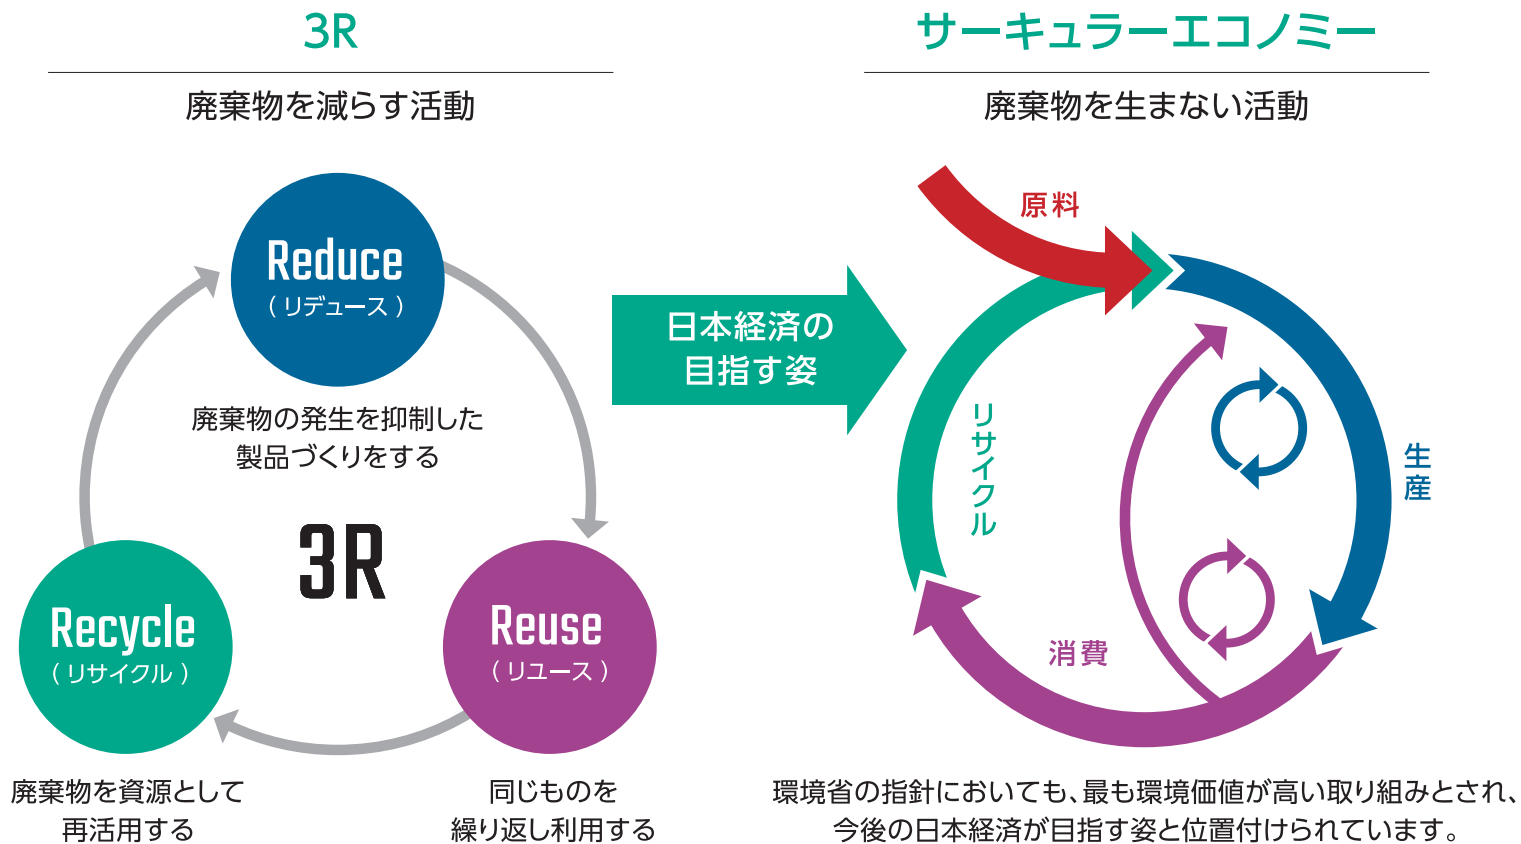 3R
廃棄物を減らす活動
Reduce
（リデュース）
廃棄物の発生を抑制した
製品づくりをする
3R
Recycle
（リサイクル）
廃棄物を資源として
再活用する
Reuse
（リユース）
同じものを
繰り返し利用する
日本経済の
目指す姿
サーキュラーエコノミー
廃棄物を生まない活動
原料
リサイクル
生産
消費
環境省の指針においても、最も環境価値が高い取り組みとされ、
今後の日本経済が目指す姿と位置付けられています。